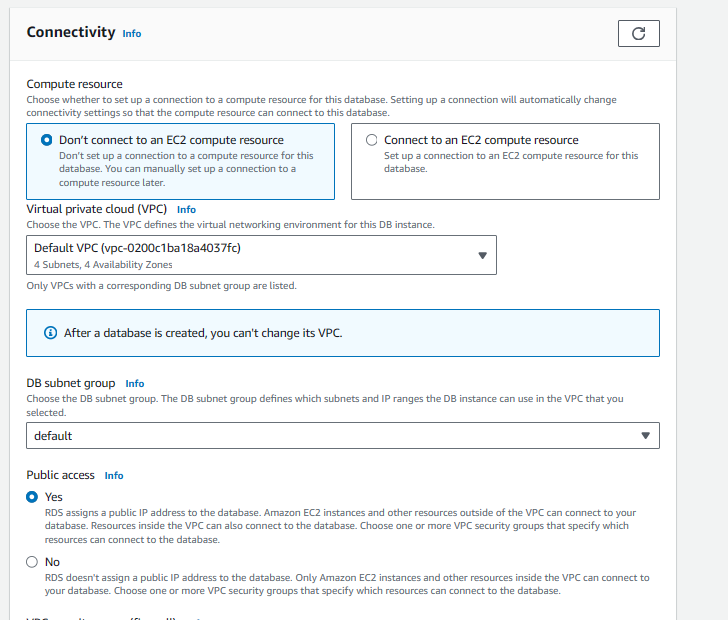 Connectivity Info
Compute resource
Choose whether to set up a connection to a compute resource for this database. Setting up a connection will automatically change
connectivity settings so that the compute resource can connect to this database.
Don't connect to an EC2 compute resource
Don't set up a connection to a compute resource for this
database. You can manually set up a connection to a
compute resource later.
Connect to an EC2 compute resource
Set up a connection to an EC2 compute resource for this
database.
Virtual private cloud (VPC) Info
Choose the VPC. The VPC defines the virtual networking environment for this DB instance.
Default VPC (vpc-0200c1ba18a4037fc)
4 Subnets, 4 Availability Zones
Only VPCs with a corresponding DB subnet group are listed.
After a database is created, you can't change its VPC.
DB subnet group Info
Choose the DB subnet group. The DB subnet group defines which subnets and IP ranges the DB instance can use in the VPC that you
selected.
default
Public access Info
Yes
RDS assigns a public IP address to the database. Amazon EC2 instances and other resources outside of the VPC can connect to your
database. Resources inside the VPC can also connect to the database. Choose one or more VPC security groups that specify which
resources can connect to the database.
No
RDS doesn't assign a public IP address to the database. Only Amazon EC2 instances and other resources inside the VPC can connect to
your database. Choose one or more VPC security groups that specify which resources can connect to the database.